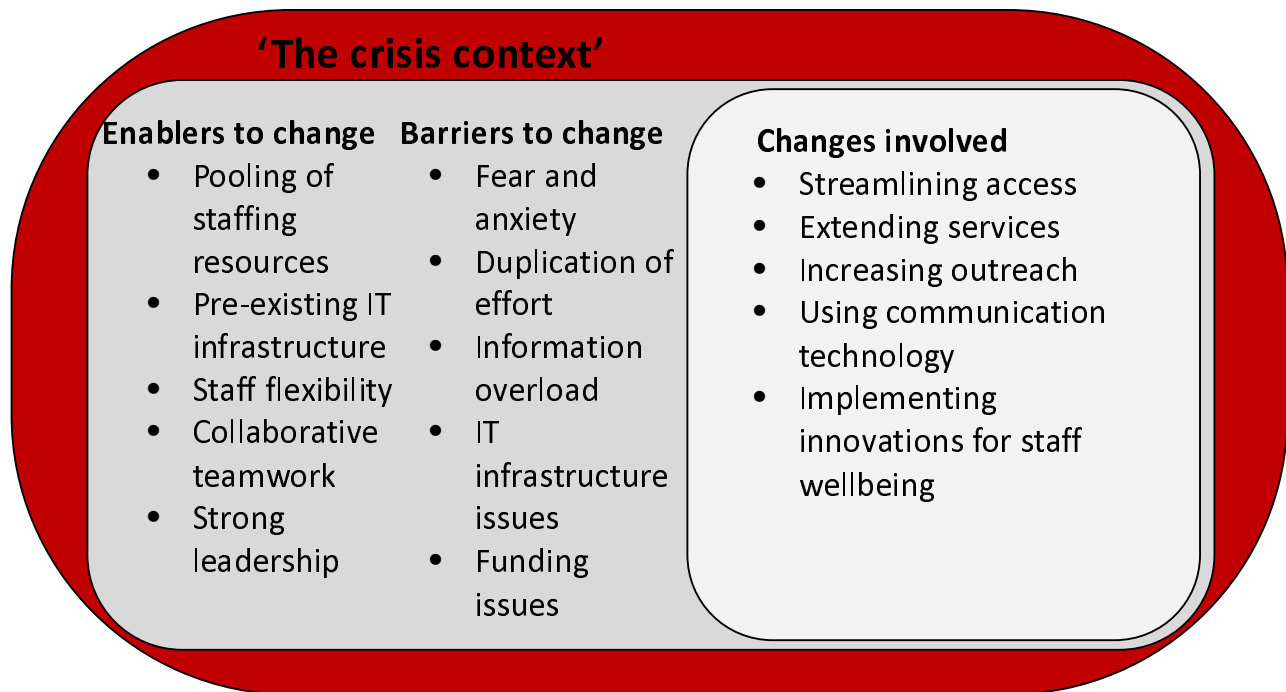 ‘The crisis context’
Enablers to change
• Pooling of
staffing
resources
• Pre-existing IT
infrastructure
• Staff flexibility
• Collaborative
teamwork
• Strong
leadership
Barriers to change
• Fear and
anxiety
• Duplication of
effort
• Information
overload
• IT
infrastructure
issues
• Funding
issues
Changes involved
• Streamlining access
• Extending services
• Increasing outreach
• Using communication
technology
• Implementing
innovations for staff
wellbeing